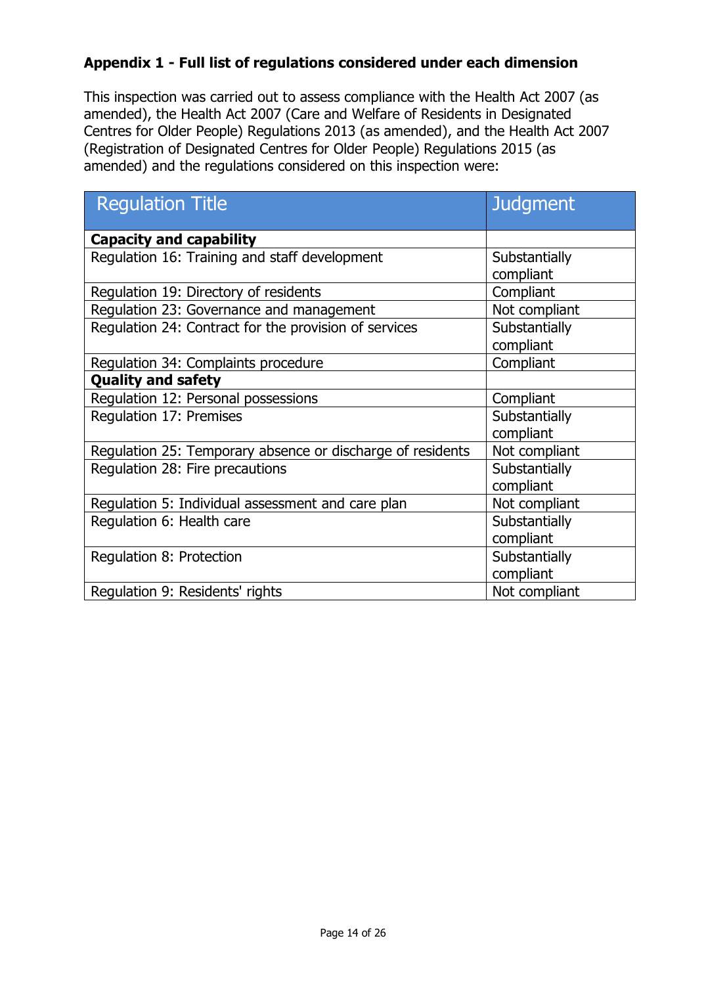 Appendix 1 - Full list of regulations considered under each dimension
This inspection was carried out to assess compliance with the Health Act 2007 (as
amended), the Health Act 2007 (Care and Welfare of Residents in Designated
Centres for Older People) Regulations 2013 (as amended), and the Health Act 2007
(Registration of Designated Centres for Older People) Regulations 2015 (as
amended) and the regulations considered on this inspection were:
Regulation Title Judgment
Capacity and capability
Regulation 16: Training and staff development Substantially
compliant
Regulation 19: Directory of residents Compliant
Regulation 23: Governance and management Not compliant
Regulation 24: Contract for the provision of services Substantially
compliant
Regulation 34: Complaints procedure Compliant
Quality and safety
Regulation 12: Personal possessions Compliant
Regulation 17: Premises Substantially
compliant
Regulation 25: Temporary absence or discharge of residents Not compliant
Regulation 28: Fire precautions Substantially
compliant
Regulation 5: Individual assessment and care plan Not compliant
Regulation 6: Health care Substantially
compliant
Regulation 8: Protection Substantially
compliant
Regulation 9: Residents' rights Not compliant
Page 14 of 26